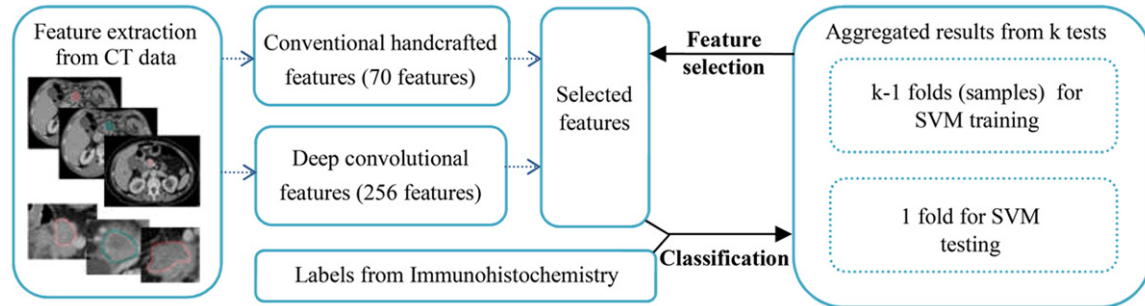 Feature extraction
from CT data
Conventional handcrafted
features (70 features)
Deep convolutional
features (256 features)
Labels from Immunohistochemistry
Selected
features
Feature
selection
Classification
Aggregated results from k tests
k-1 folds (samples) for
SVM training
1 fold for SVM
testing